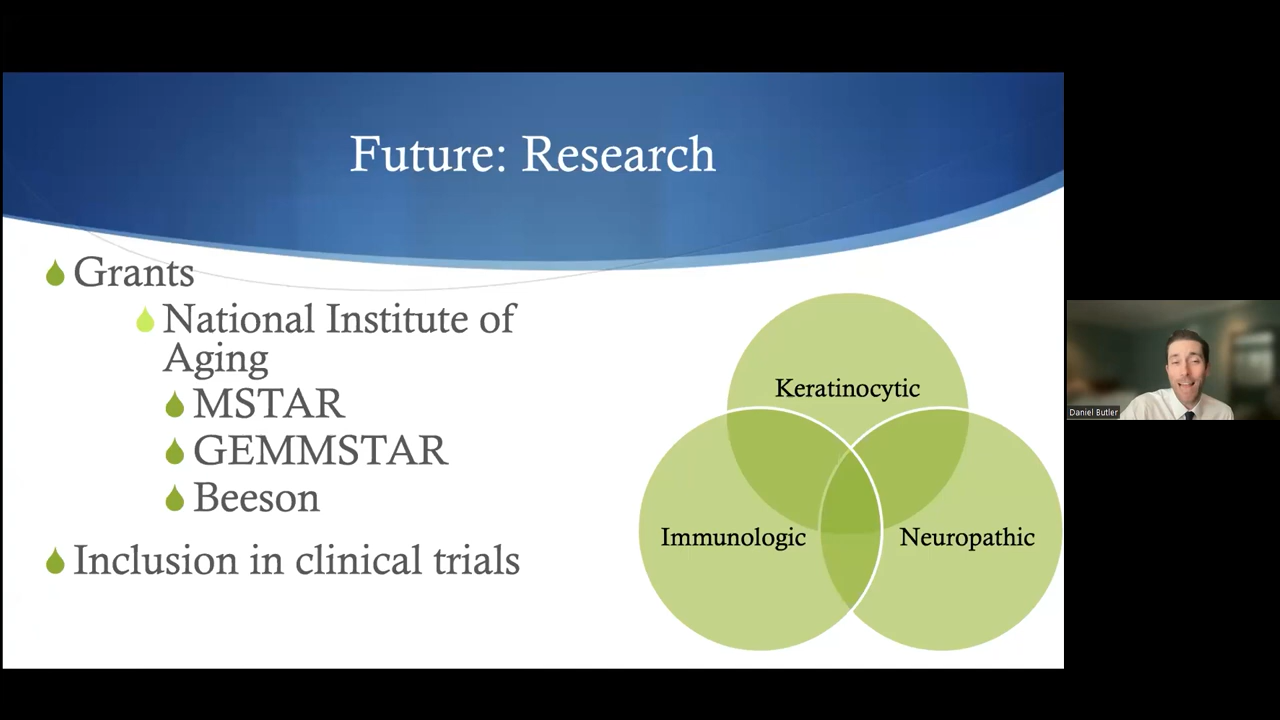 Future: Research
Grants
National Institute of
Aging
MSTAR
GEMMSTAR
Beeson
Inclusion in clinical trials
Keratinocytic
Immunologic
Neuropathic
Daniel Butler